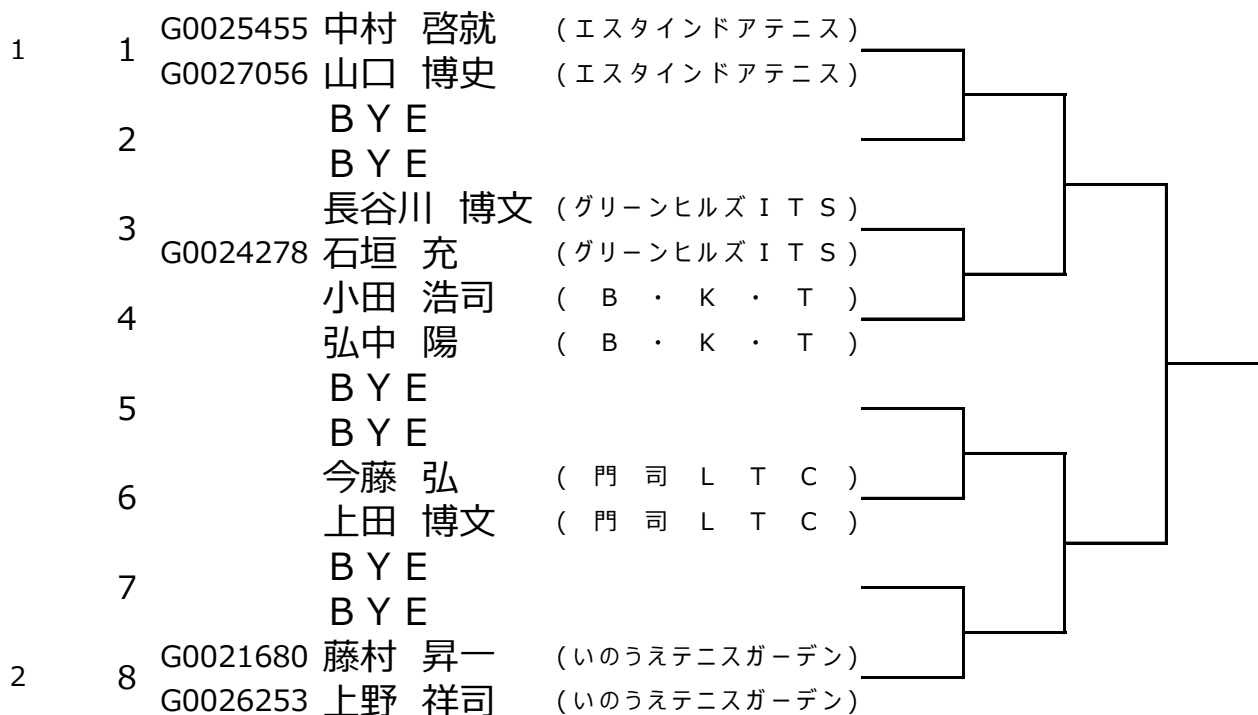 G0025455 中村 啓就 (エスタインドアテニス)
1 1
G0027056 山口 博史 (エスタインドアテニス)
ＢＹＥ
2
ＢＹＥ
長谷川 博文 (グリーンヒルズＩＴＳ)
3
G0024278 石垣 充 (グリーンヒルズＩＴＳ)
小田 浩司 (Ｂ・Ｋ・Ｔ)
4
弘中 陽 (Ｂ・Ｋ・Ｔ)
ＢＹＥ
5
ＢＹＥ
今藤 弘 (門司ＬＴＣ)
6
上田 博文 (門司ＬＴＣ)
ＢＹＥ
7
ＢＹＥ
G0021680 藤村 昇一 (いのうえテニスガーデン)
2 8
G0026253 上野 祥司 (いのうえテニスガーデン)